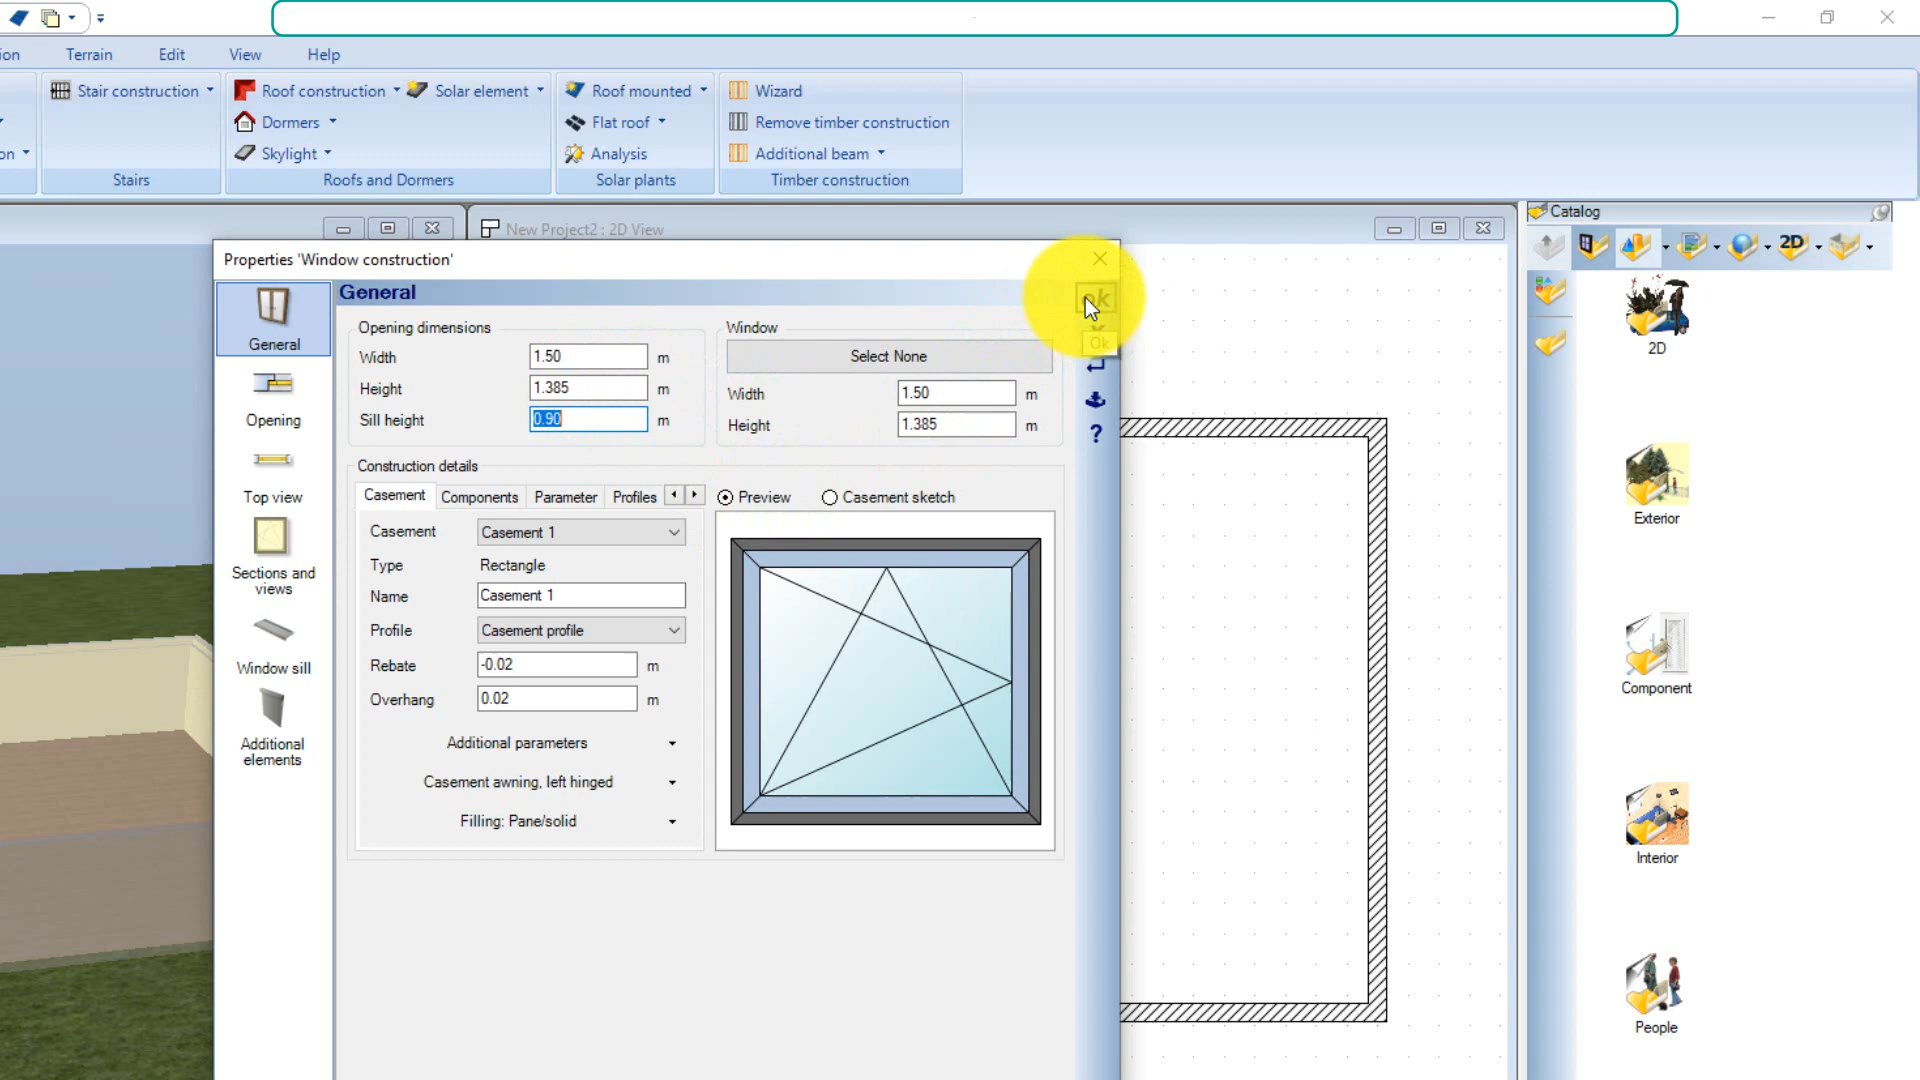 ion Terrain Edit View Help
Stair construction Roof construction Solar element Roof mounted Wizard
Dormers Flat roof Remove timber construction
on Skylight Analysis Additional beam
Stairs Roofs and Dormers Solar plants Timber construction
New Project2 : 2D View
Catalog
2D
Properties 'Window construction'
General
General
Opening
Top view
Sections and
views
Window sill
Additional
elements
Opening dimensions
Width 1.50 m
Height 1.385 m
Sill height 0.90 m
Window
Select None
Width 1.50 m
Height 1.385 m
ok
Ok
?
Construction details
Casement Components Parameter Profiles
Preview Casement sketch
Casement Casement 1
Type Rectangle
Name Casement 1
Profile Casement profile
Rebate -0.02 m
Overhang 0.02 m
Additional parameters
Casement awning, left hinged
Filling: Pane/solid
2D
Exterior
Component
Interior
People